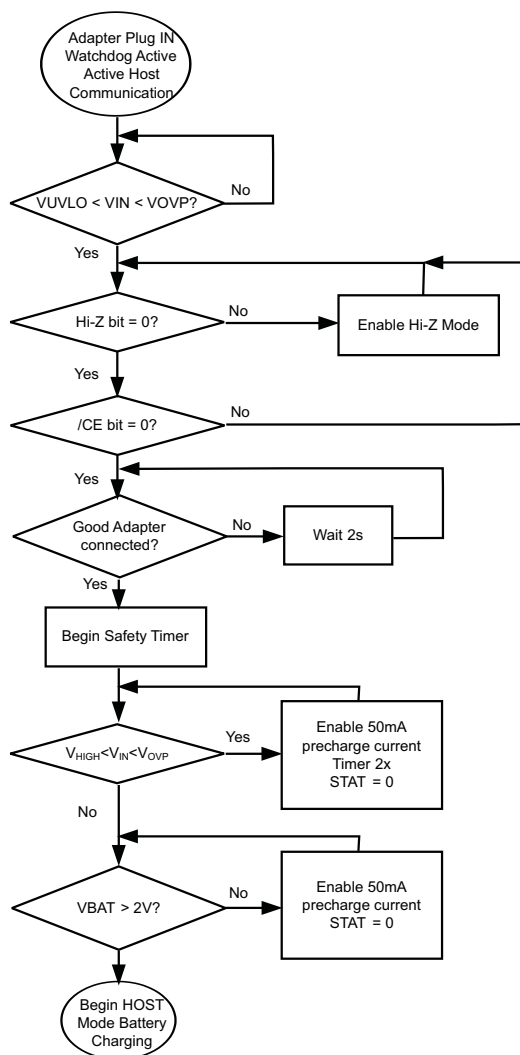 Adapter Plug IN
Watchdog Active
Active Host
Communication
VUVLO < VIN < VOVP?
No
Yes
Hi-Z bit = 0?
No
Enable Hi-Z Mode
Yes
/CE bit = 0?
No
Yes
Good Adapter
connected?
No
Wait 2s
Yes
Begin Safety Timer
VHIGH<VIN<VOVP
Yes
Enable 50mA
precharge current
Timer 2x
STAT = 0
No
VBAT > 2V?
No
Enable 50mA
precharge current
STAT = 0
Yes
Begin HOST
Mode Battery
Charging